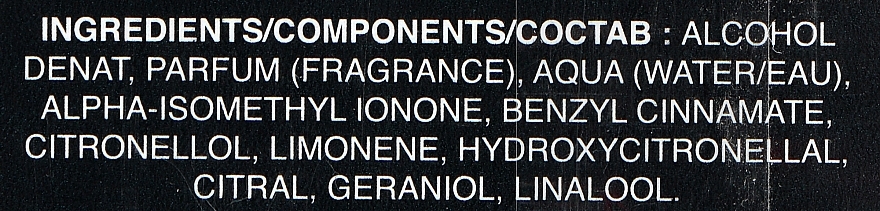 INGREDIENTS/COMPONENTS/COCTAB : ALCOHOL
DENAT, PARFUM (FRAGRANCE), AQUA (WATER/EAU),
ALPHA-ISOMETHYL IONONE, BENZYL CINNAMATE,
CITRONELLOL, LIMONENE, HYDROXYCITRONELLAL,
CITRAL, GERANIOL, LINALOOL.